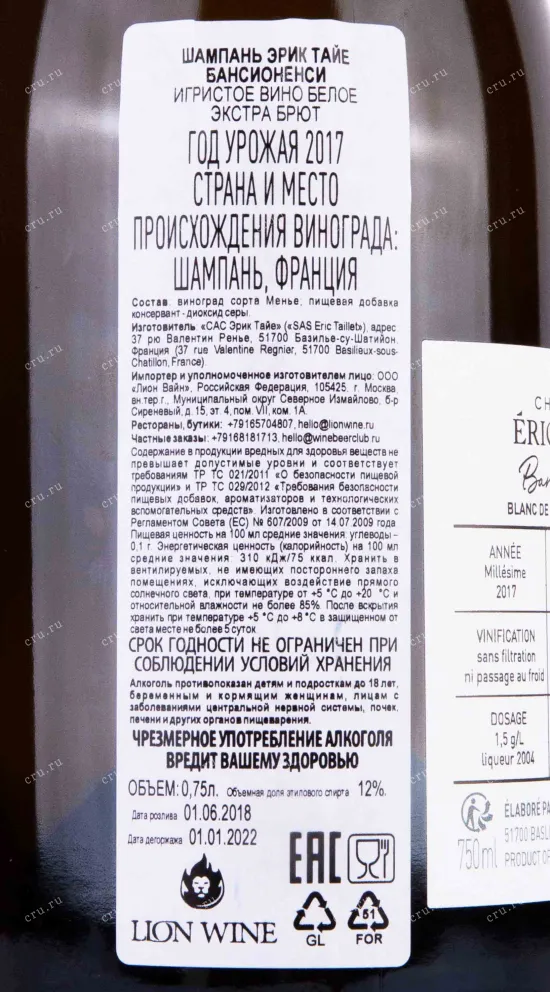 ШАМПАНЬ ЭРИК ТАЙЕ
БАНСИОНЕНСИ
ИГРИСТОЕ ВИНО БЕЛОЕ
ЭКСТРА БРЮТ
ГОД УРОЖАЯ 2017
СТРАНА И МЕСТО
ПРОИСХОЖДЕНИЯ ВИНОГРАДА:
ШАМПАНЬ, ФРАНЦИЯ
Состав: виноград сорта Менье, пищевая добавка
консервант - диоксид серы.
Изготовитель: «САС Эрик Тайе» («SAS Eric Taillet»), адрес:
37 рю Валентин Ренье, 51700 Базилье-су-Шатийон,
Франция (37 rue Valentine Regnier, 51700 Basilieux-sous-
Chatillon, France).
Импортер и уполномоченное изготовителем лицо: ООО
«Лион Вайн», Российская Федерация, 105425, г. Москва,
вн.тер.г., Муниципальный округ Северное Измайлово, б-р
Сиреневый, д. 15, эт. 4, пом. VII, ком. 1А.
Рестораны, бутики: +79165704807, hello@lionwine.ru
Частные заказы: +79168181713, hello@winebeerclub.ru
Содержание в продукции вредных для здоровья веществ не
превышает допустимые уровни и соответствует
требованиям ТР ТС 021/2011 «О безопасности пищевой
продукции» и ТР ТС 029/2012 «Требования безопасности
пищевых добавок, ароматизаторов и технологических
вспомогательных средств». Изготовлено в соответствии с
Регламентом Совета (ЕС) № 607/2009 от 14.07.2009 года.
Пищевая ценность на 100 мл средние значения: углеводы –
0,1 г. Энергетическая ценность (калорийность) на 100 мл
средние значения: 310 кДж/75 ккал. Хранить в
вентилируемых, не имеющих постороннего запаха
помещениях, исключающих воздействие прямого
солнечного света, при температуре от +5 °C до +20 °C и
относительной влажности не более 85%. После вскрытия
хранить при температуре +5 °C до +8 °C в защищенном от
света месте не более 5 суток.
СРОК ГОДНОСТИ НЕ ОГРАНИЧЕН ПРИ
СОБЛЮДЕНИИ УСЛОВИЙ ХРАНЕНИЯ
Алкоголь противопоказан детям и подросткам до 18 лет,
беременным и кормящим женщинам, лицам с
заболеваниями центральной нервной системы, почек,
печени и других органов пищеварения.
ЧРЕЗМЕРНОЕ УПОТРЕБЛЕНИЕ АЛКОГОЛЯ
ВРЕДИТ ВАШЕМУ ЗДОРОВЬЮ
ОБЪЕМ: 0,75л. Объемная доля этилового спирта 12%.
Дата розлива 01.06.2018
Дата дегоржажа 01.01.2022
EAC
LION WINE
GL
51
FOR
CH
ÉRIC
Ban
BLANC DE
ANNÉE
Millésime
2017
VINIFICATION
sans filtration
ni passage au froid
DOSAGE
1,5 g/L
liqueur 2004
ÉLABORÉ PA
51700 BASL
750ml PRODUCT OF
cru.ru